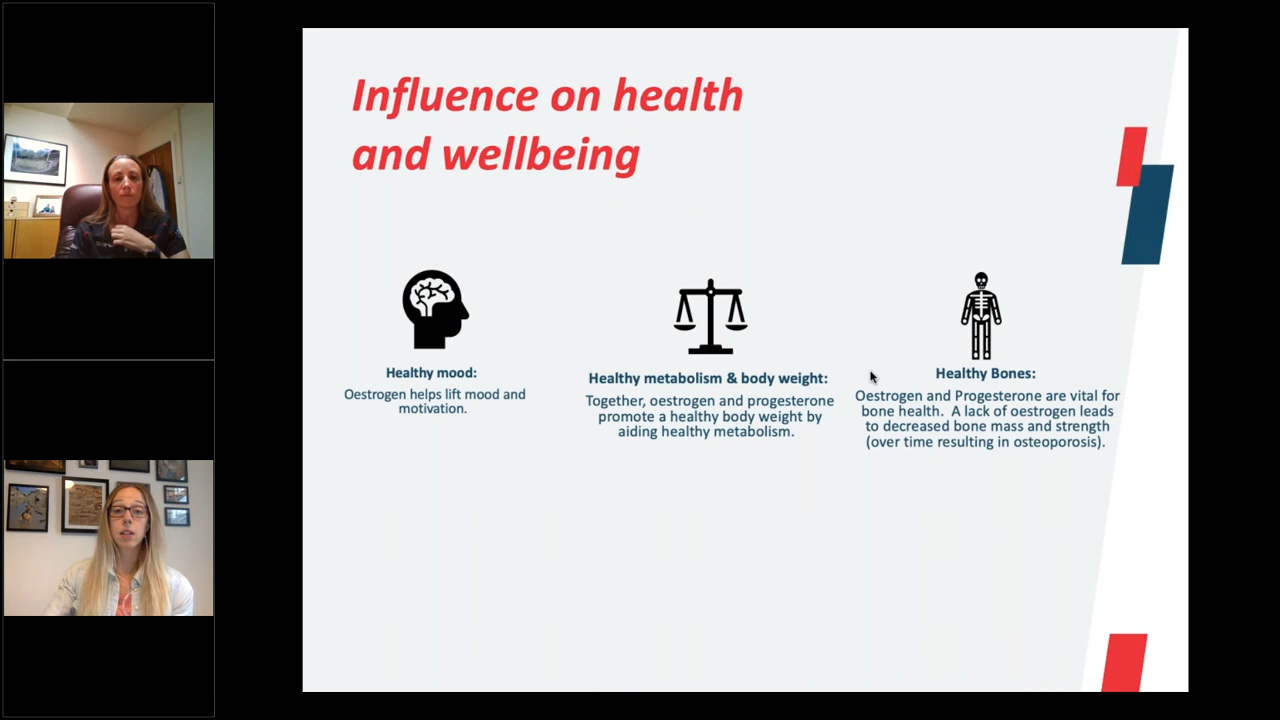 Influence on health
and wellbeing
Healthy mood:
Oestrogen helps lift mood and
motivation.
Healthy metabolism & body weight:
Together, oestrogen and progesterone
promote a healthy body weight by
aiding healthy metabolism.
Healthy Bones:
Oestrogen and Progesterone are vital for
bone health.  A lack of oestrogen leads
to decreased bone mass and strength
(over time resulting in osteoporosis).